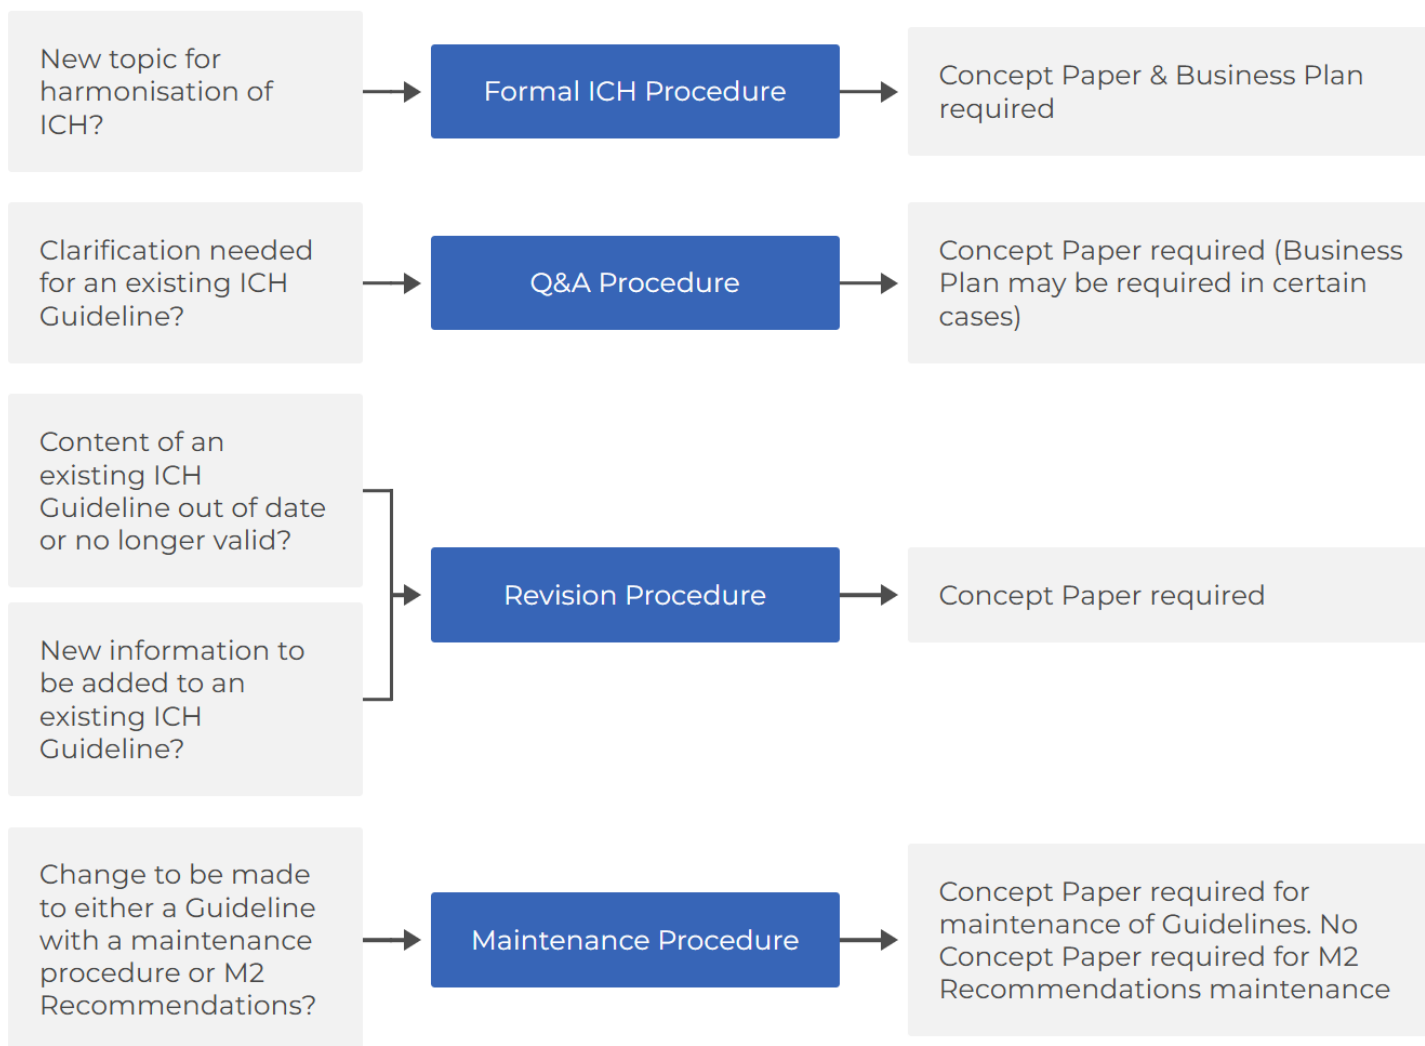 New topic for
harmonisation of
ICH?
Formal ICH Procedure
Concept Paper & Business Plan
required
Clarification needed
for an existing ICH
Guideline?
Q&A Procedure
Concept Paper required (Business
Plan may be required in certain
cases)
Content of an
existing ICH
Guideline out of date
or no longer valid?
New information to
be added to an
existing ICH
Guideline?
Revision Procedure
Concept Paper required
Change to be made
to either a Guideline
with a maintenance
procedure or M2
Recommendations?
Maintenance Procedure
Concept Paper required for
maintenance of Guidelines. No
Concept Paper required for M2
Recommendations maintenance